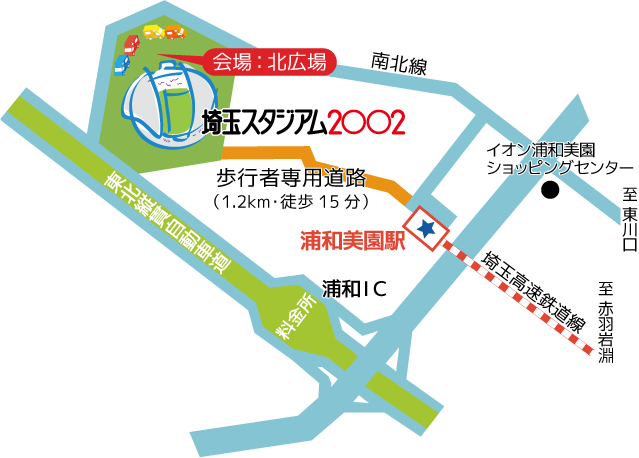 会場：北広場
南北線
埼玉スタジアム2002
イオン浦和美園
ショッピングセンター
歩行者専用道路
（1.2km･徒歩 15 分）
至 東川口
浦和美園駅
東北縦貫自動車道
埼玉高速鉄道線
浦和IC
至 赤羽岩淵
料金所